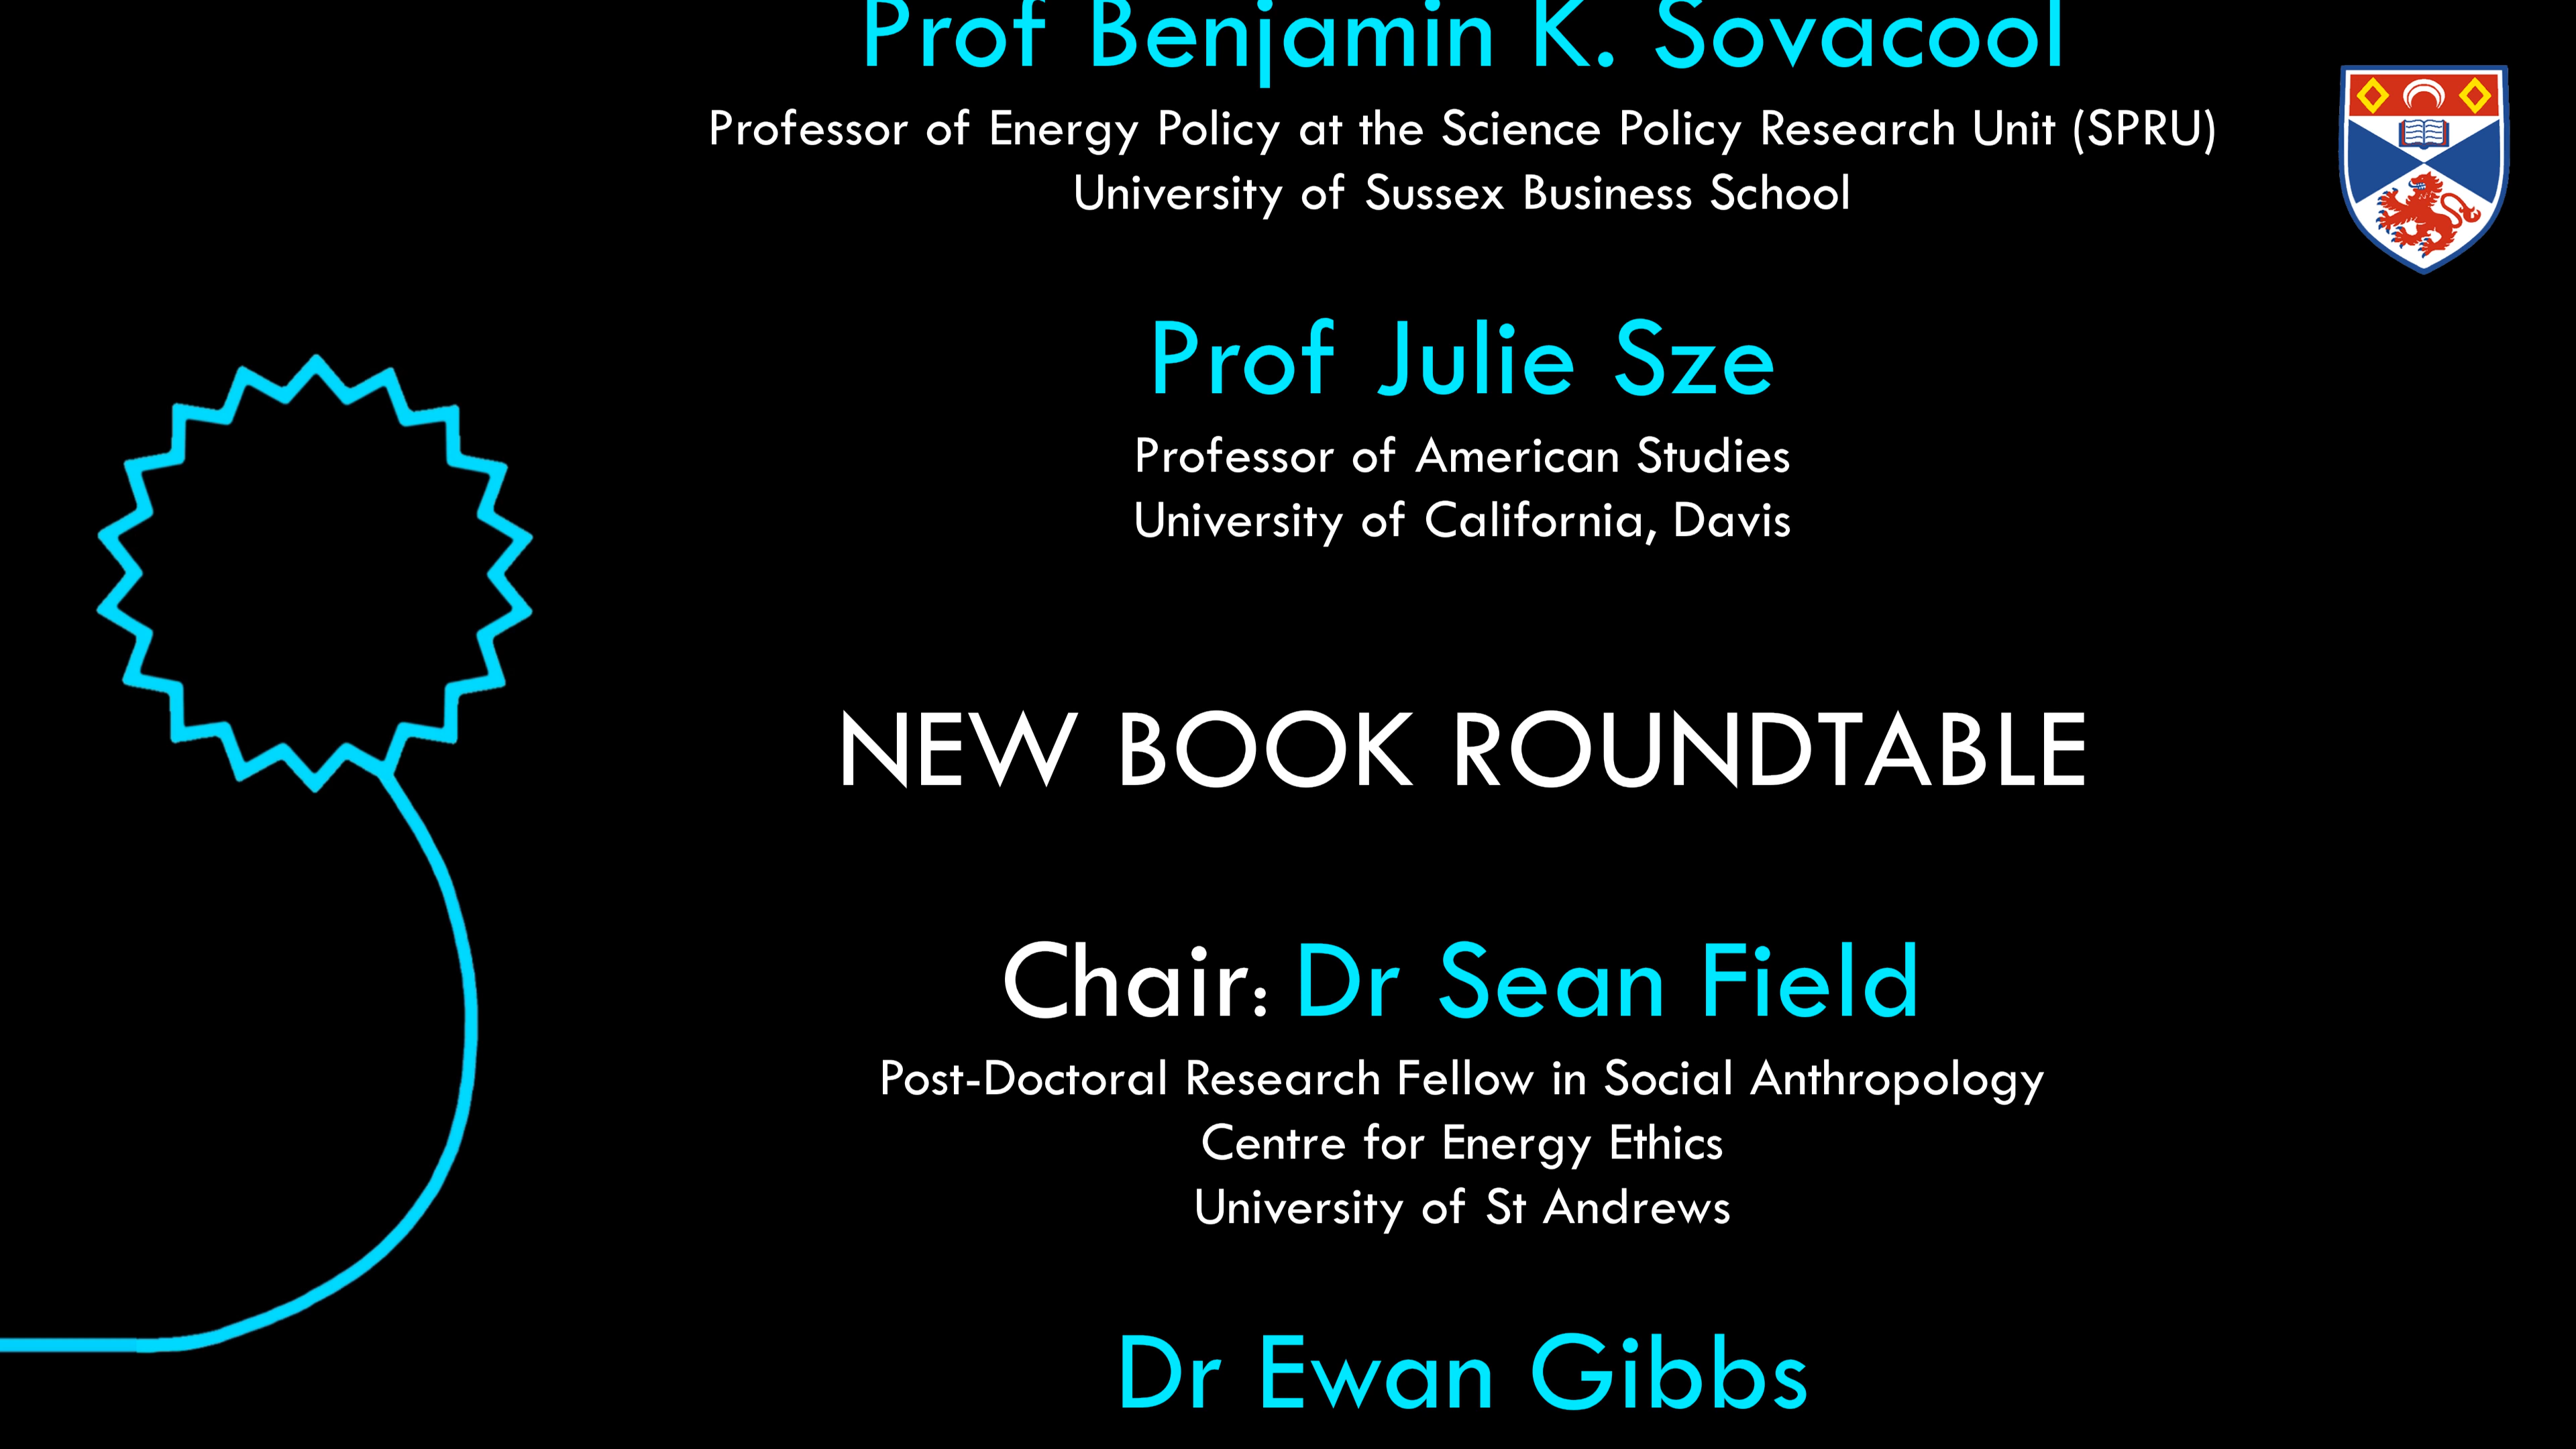 Prof Benjamin K. Sovacool
Professor of Energy Policy at the Science Policy Research Unit (SPRU)
University of Sussex Business School
Prof Julie Sze
Professor of American Studies
University of California, Davis
NEW BOOK ROUNDTABLE
Chair: Dr Sean Field
Post-Doctoral Research Fellow in Social Anthropology
Centre for Energy Ethics
University of St Andrews
Dr Ewan Gibbs